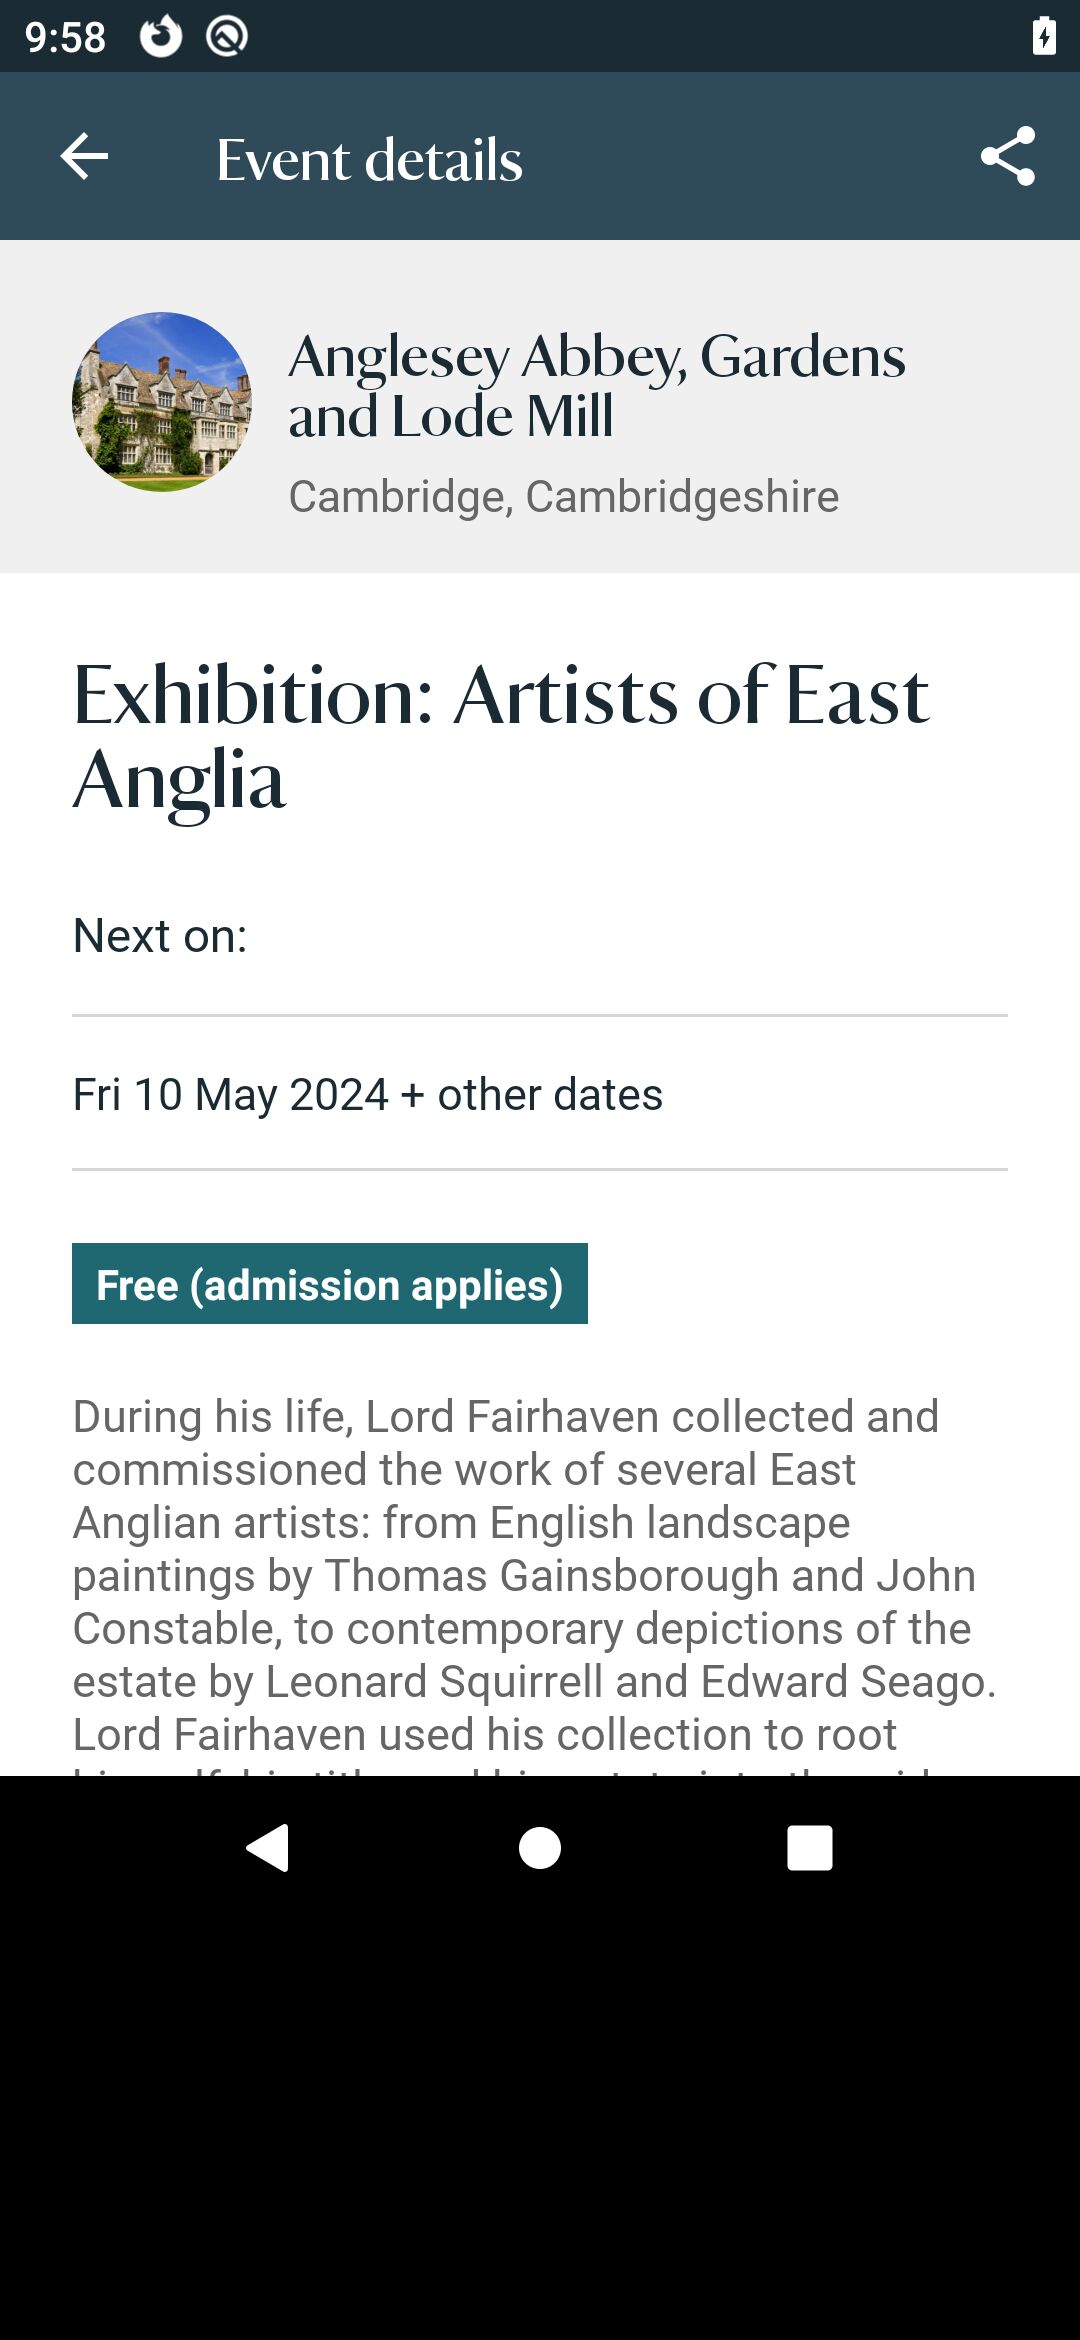 9:58
Event details
Anglesey Abbey, Gardens
and Lode Mill
Cambridge, Cambridgeshire
Exhibition: Artists of East
Anglia
Next on:
Fri 10 May 2024 + other dates
Free (admission applies)
During his life, Lord Fairhaven collected and
commissioned the work of several East
Anglian artists: from English landscape
paintings by Thomas Gainsborough and John
Constable, to contemporary depictions of the
estate by Leonard Squirrell and Edward Seago.
Lord Fairhaven used his collection to root